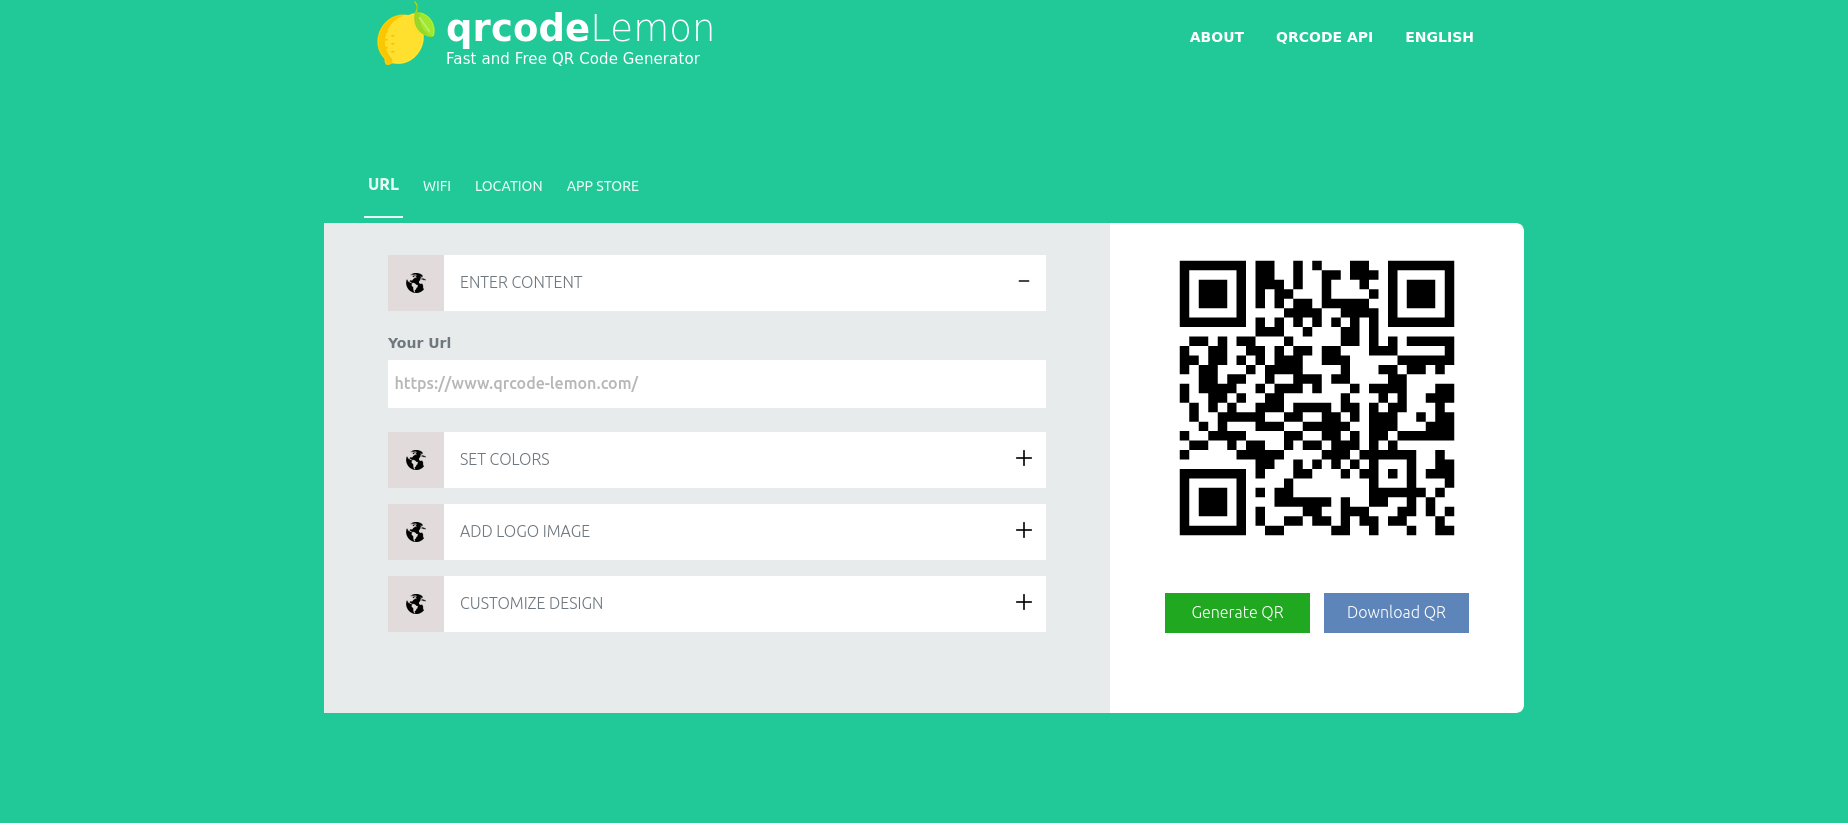 qrcodeLemon
Fast and Free QR Code Generator
ABOUT QRCODE API ENGLISH
URL WIFI LOCATION APP STORE
ENTER CONTENT
Your Url
https://www.qrcode-lemon.com/
SET COLORS
ADD LOGO IMAGE
CUSTOMIZE DESIGN
Generate QR Download QR